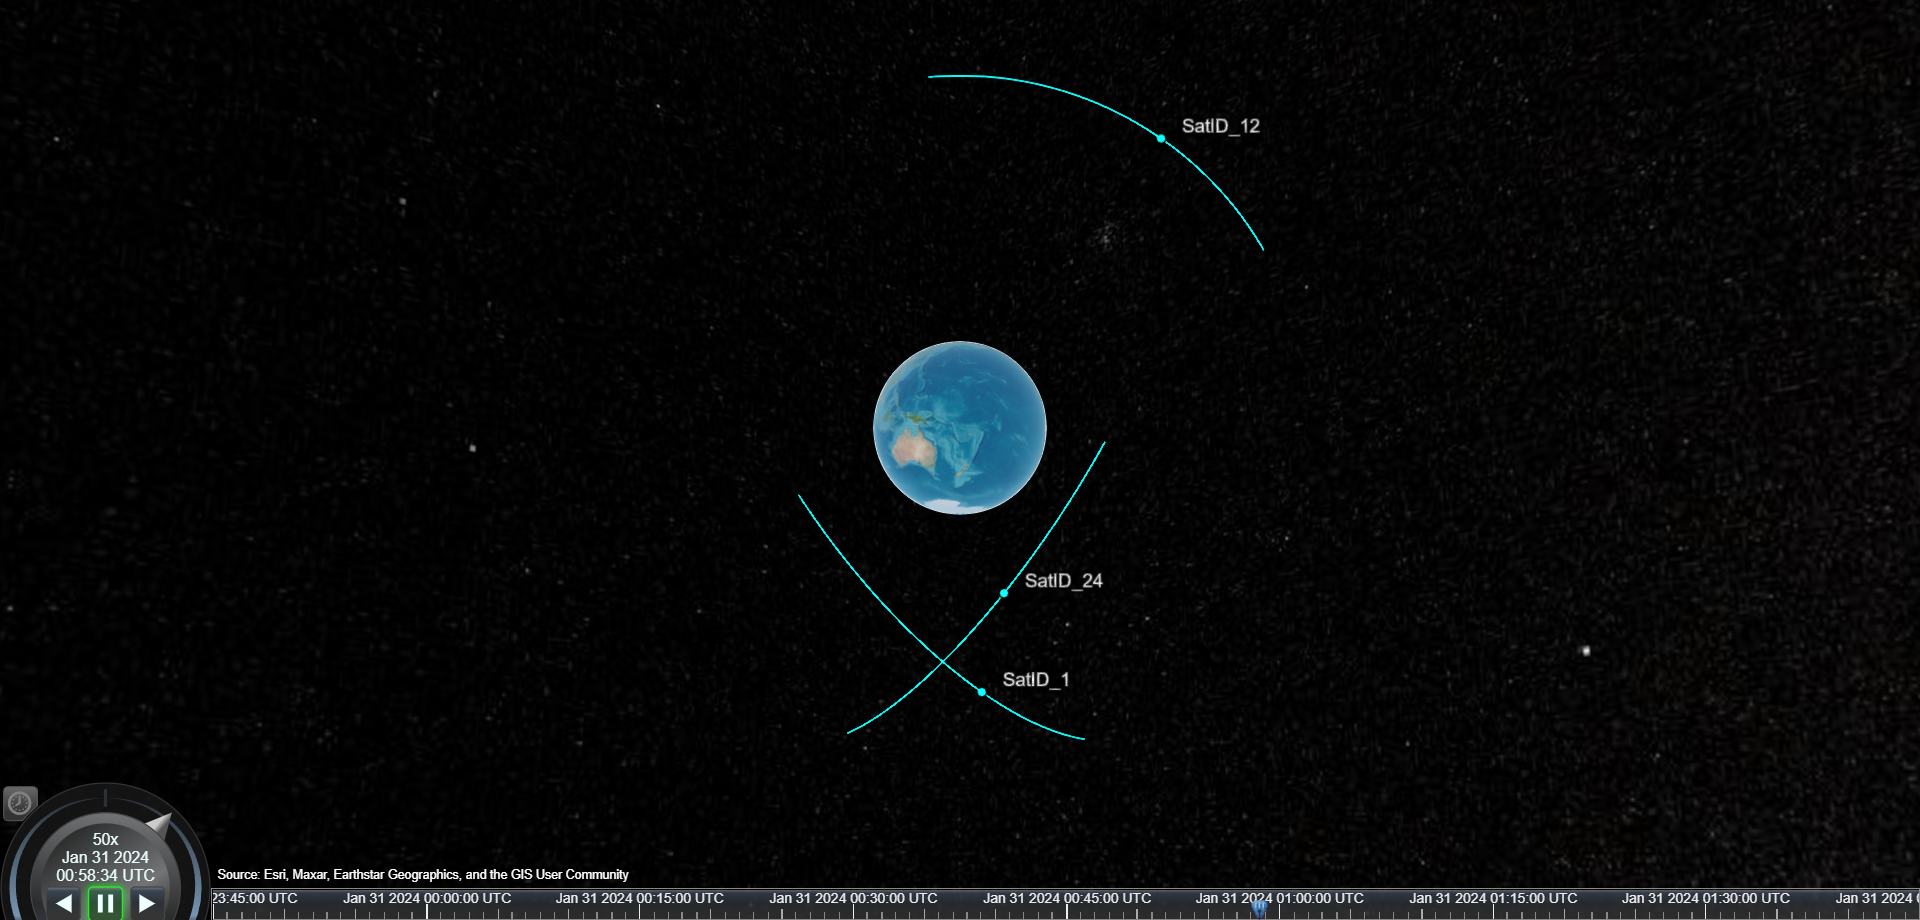 SatID_12
SatID_24
SatID_1
50x
Jan 31 2024
00:58:34 UTC
Source: Esri, Maxar, Earthstar Geographics, and the GIS User Community
23:45:00 UTC
Jan 31 2024 00:00:00 UTC
Jan 31 2024 00:15:00 UTC
Jan 31 2024 00:30:00 UTC
Jan 31 2024 00:45:00 UTC
Jan 31 2024 01:00:00 UTC
Jan 31 2024 01:15:00 UTC
Jan 31 2024 01:30:00 UTC
Jan 31 2024 0